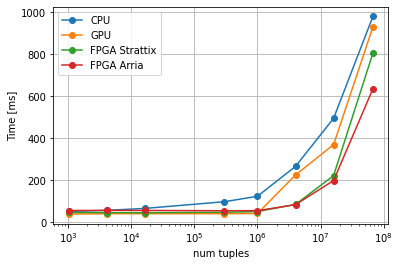 1000
800
600
400
200
0
Time [ms]
CPU
GPU
FPGA Strattix
FPGA Arria
10³
10⁴
10⁵
10⁶
10⁷
10⁸
num tuples